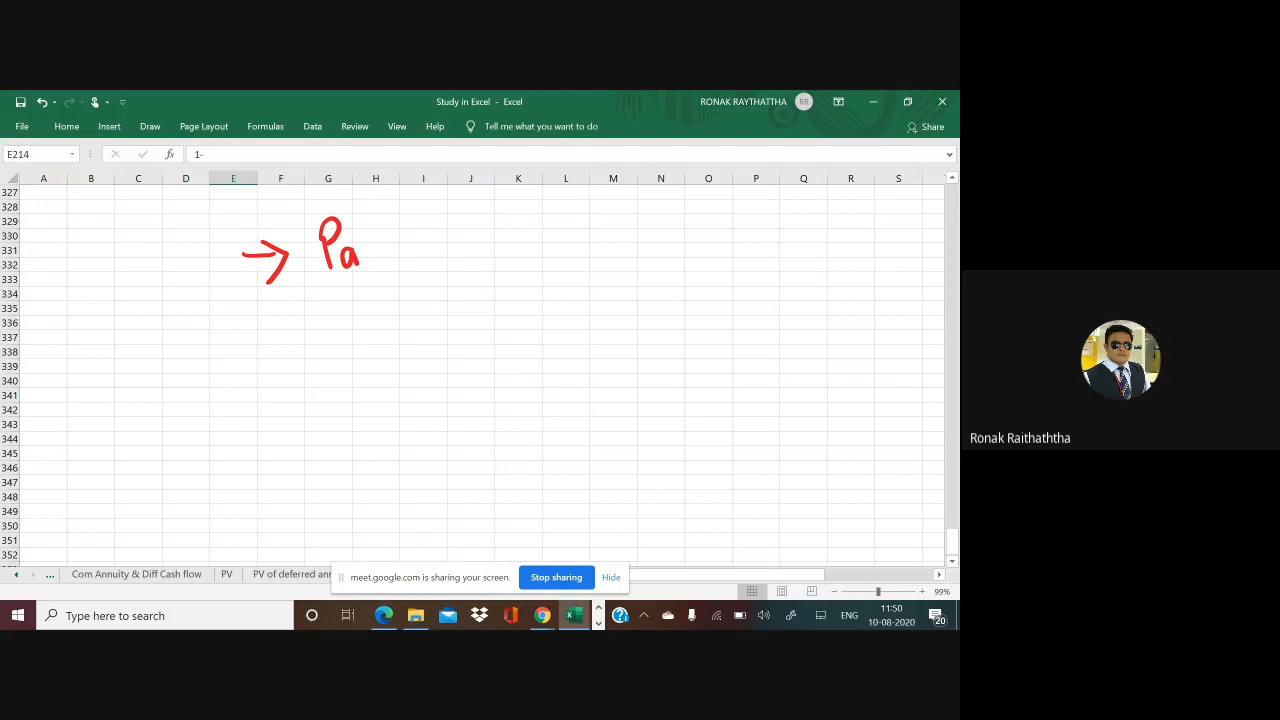 Study in Excel - Excel
RONAK RAYTHATTHA RR
File Home Insert Draw Page Layout Formulas Data Review View Help Tell me what you want to do Share
E214 fx 1-
A B C D E F G H I J K L M N O P Q R S
327
328
329
330
331
332
333
334
335
336
337
338
339
340
341
342
343
344
345
346
347
348
349
350
351
352
→ Pa
Ronak Raithaththa
... Com Annuity & Diff Cash flow PV PV of deferred ann
meet.google.com is sharing your screen. Stop sharing Hide
99%
Type here to search
ENG 11:50
10-08-2020
20